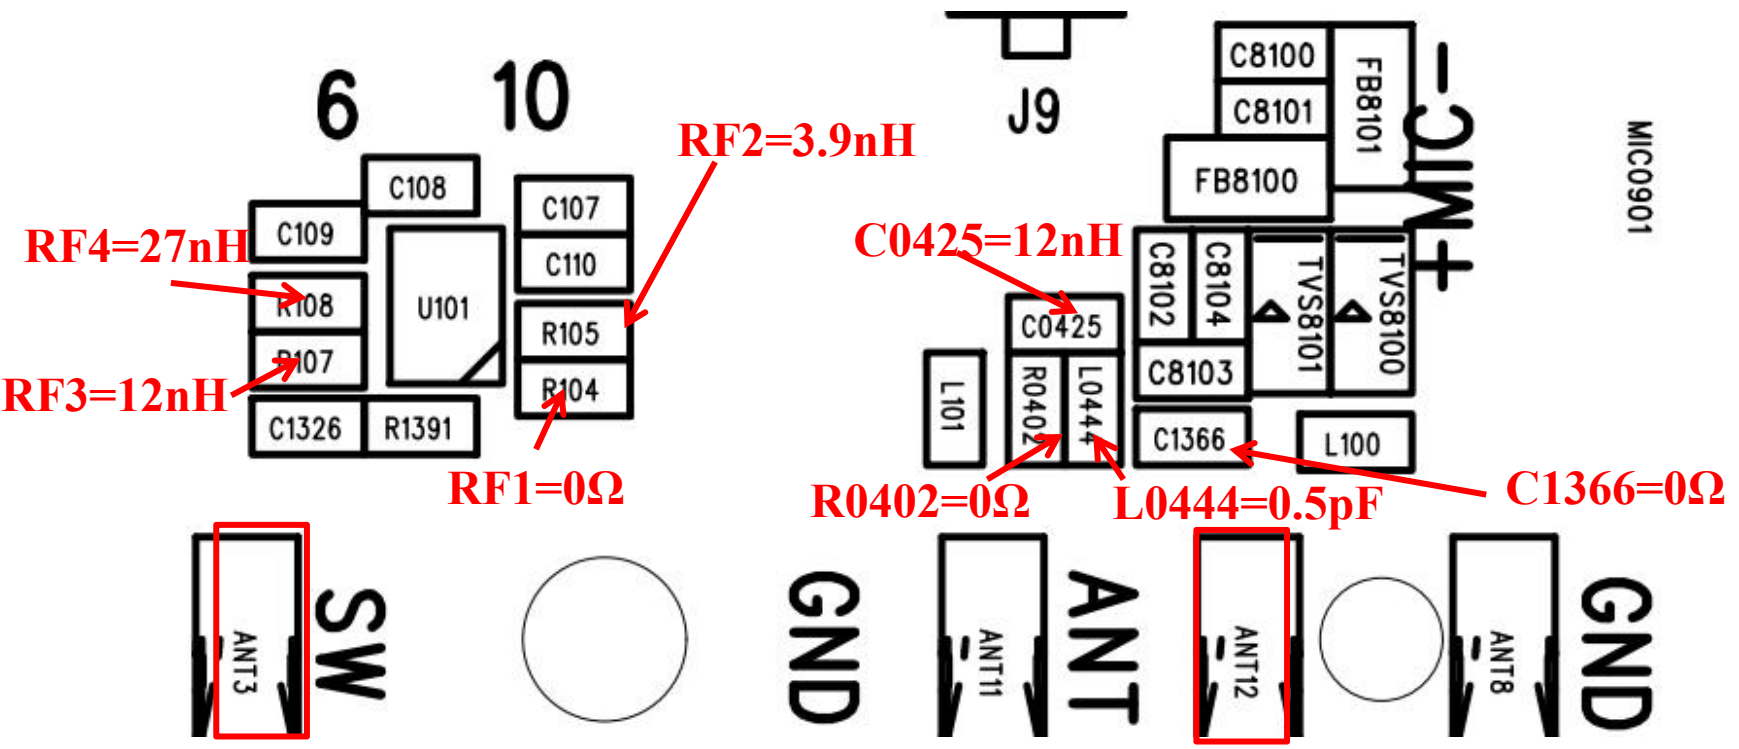 6
10
J9
C8100
C8101
FB8101
FB8100
MIC-
+
MIC0901
RF2=3.9nH
C108
C107
C109
C110
RF4=27nH
R108
U101
R105
R107
R104
RF3=12nH
C1326
R1391
RF1=0Ω
C0425=12nH
C0425
C8102
C8104
TVS8101
TVS8100
C8103
L101
R0402
L0444
C1366
L100
R0402=0Ω
L0444=0.5pF
C1366=0Ω
ANT3
SW
GND
ANT11
ANT
ANT12
ANT8
GND